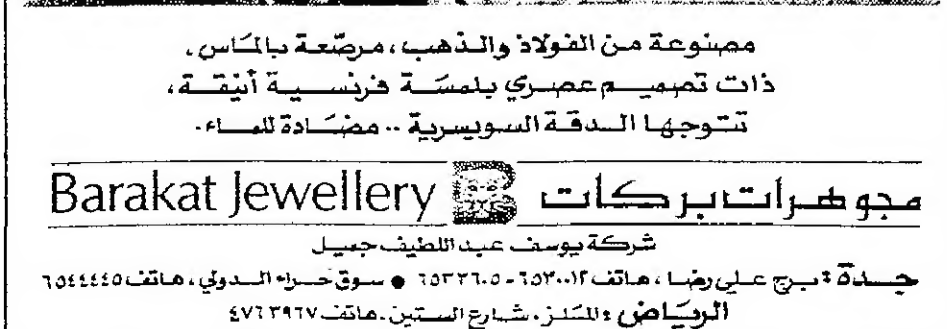 مصنوعة من الفولاذ والذهب، مرصّعة بالماس،
ذات تصميم عصري بلمسة فرنسية أنيقة،
تتوجها الدقة السويسرية .. مضادة للماء.
Barakat Jewellery مجوهرات بركات
شركة يوسف عبد اللطيف جميل
جدة : برج علي رضا، هاتف ٦٥٣٠٠١٢ - ٦٥٣٣٦٠٥ ● سوق حراء الدولي، هاتف ٦٥٤٤٤٤٥
الرياض : الملز، شارع الستين، هاتف ٤٧٦٣٩٦٧